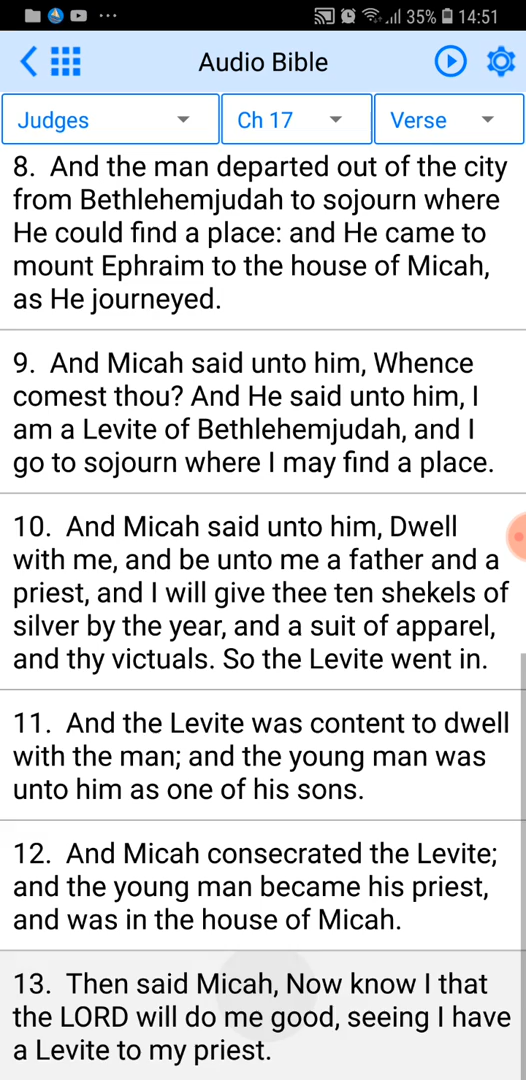 35% 14:51
Audio Bible
Judges Ch 17 Verse
8. And the man departed out of the city
from Bethlehemjudah to sojourn where
He could find a place: and He came to
mount Ephraim to the house of Micah,
as He journeyed.
9. And Micah said unto him, Whence
comest thou? And He said unto him, I
am a Levite of Bethlehemjudah, and I
go to sojourn where I may find a place.
10. And Micah said unto him, Dwell
with me, and be unto me a father and a
priest, and I will give thee ten shekels of
silver by the year, and a suit of apparel,
and thy victuals. So the Levite went in.
11. And the Levite was content to dwell
with the man; and the young man was
unto him as one of his sons.
12. And Micah consecrated the Levite;
and the young man became his priest,
and was in the house of Micah.
13. Then said Micah, Now know I that
the LORD will do me good, seeing I have
a Levite to my priest.